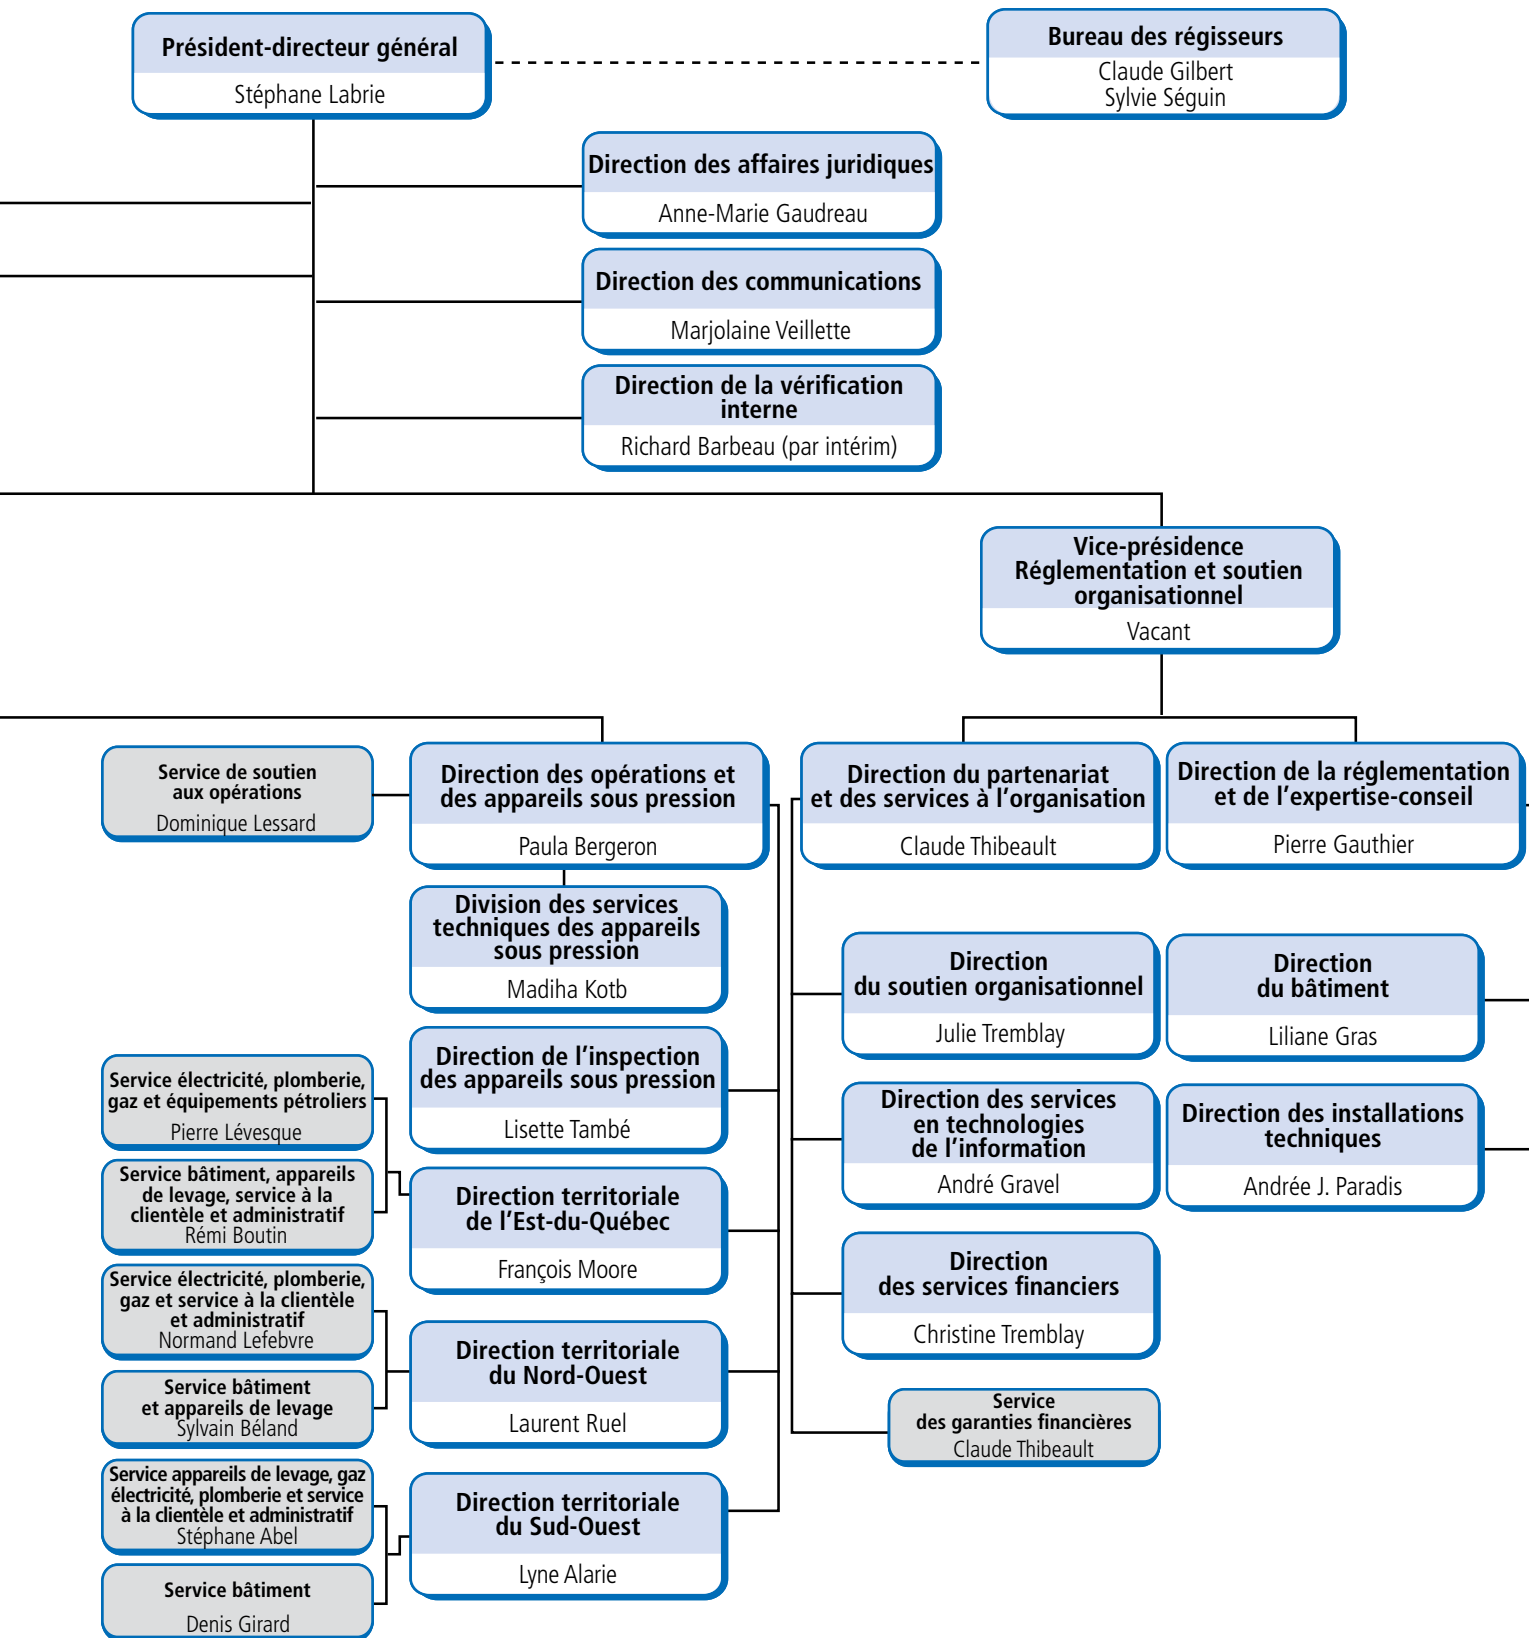 Président-directeur général
Stéphane Labrie
Bureau des régisseurs
Claude Gilbert
Sylvie Séguin
Direction des affaires juridiques
Anne-Marie Gaudreau
Direction des communications
Marjolaine Veillette
Direction de la vérification
interne
Richard Barbeau (par intérim)
Vice-présidence
Réglementation et soutien
organisationnel
Vacant
Service de soutien
aux opérations
Dominique Lessard
Direction des opérations et
des appareils sous pression
Paula Bergeron
Division des services
techniques des appareils
sous pression
Madiha Kotb
Direction de l’inspection
des appareils sous pression
Lisette També
Service électricité, plomberie,
gaz et équipements pétroliers
Pierre Lévesque
Service bâtiment, appareils
de levage, service à la
clientèle et administratif
Rémi Boutin
Direction territoriale
de l’Est-du-Québec
François Moore
Service électricité, plomberie,
gaz et service à la clientèle
et administratif
Normand Lefebvre
Service bâtiment
et appareils de levage
Sylvain Béland
Direction territoriale
du Nord-Ouest
Laurent Ruel
Service appareils de levage, gaz
électricité, plomberie et service
à la clientèle et administratif
Stéphane Abel
Service bâtiment
Denis Girard
Direction territoriale
du Sud-Ouest
Lyne Alarie
Direction du partenariat
et des services à l’organisation
Claude Thibeault
Direction du soutien organisationnel
Julie Tremblay
Direction des services
en technologies
de l’information
André Gravel
Direction
des services financiers
Christine Tremblay
Service
des garanties financières
Claude Thibeault
Direction de la réglementation
et de l’expertise-conseil
Pierre Gauthier
Direction
du bâtiment
Liliane Gras
Direction des installations
techniques
Andrée J. Paradis